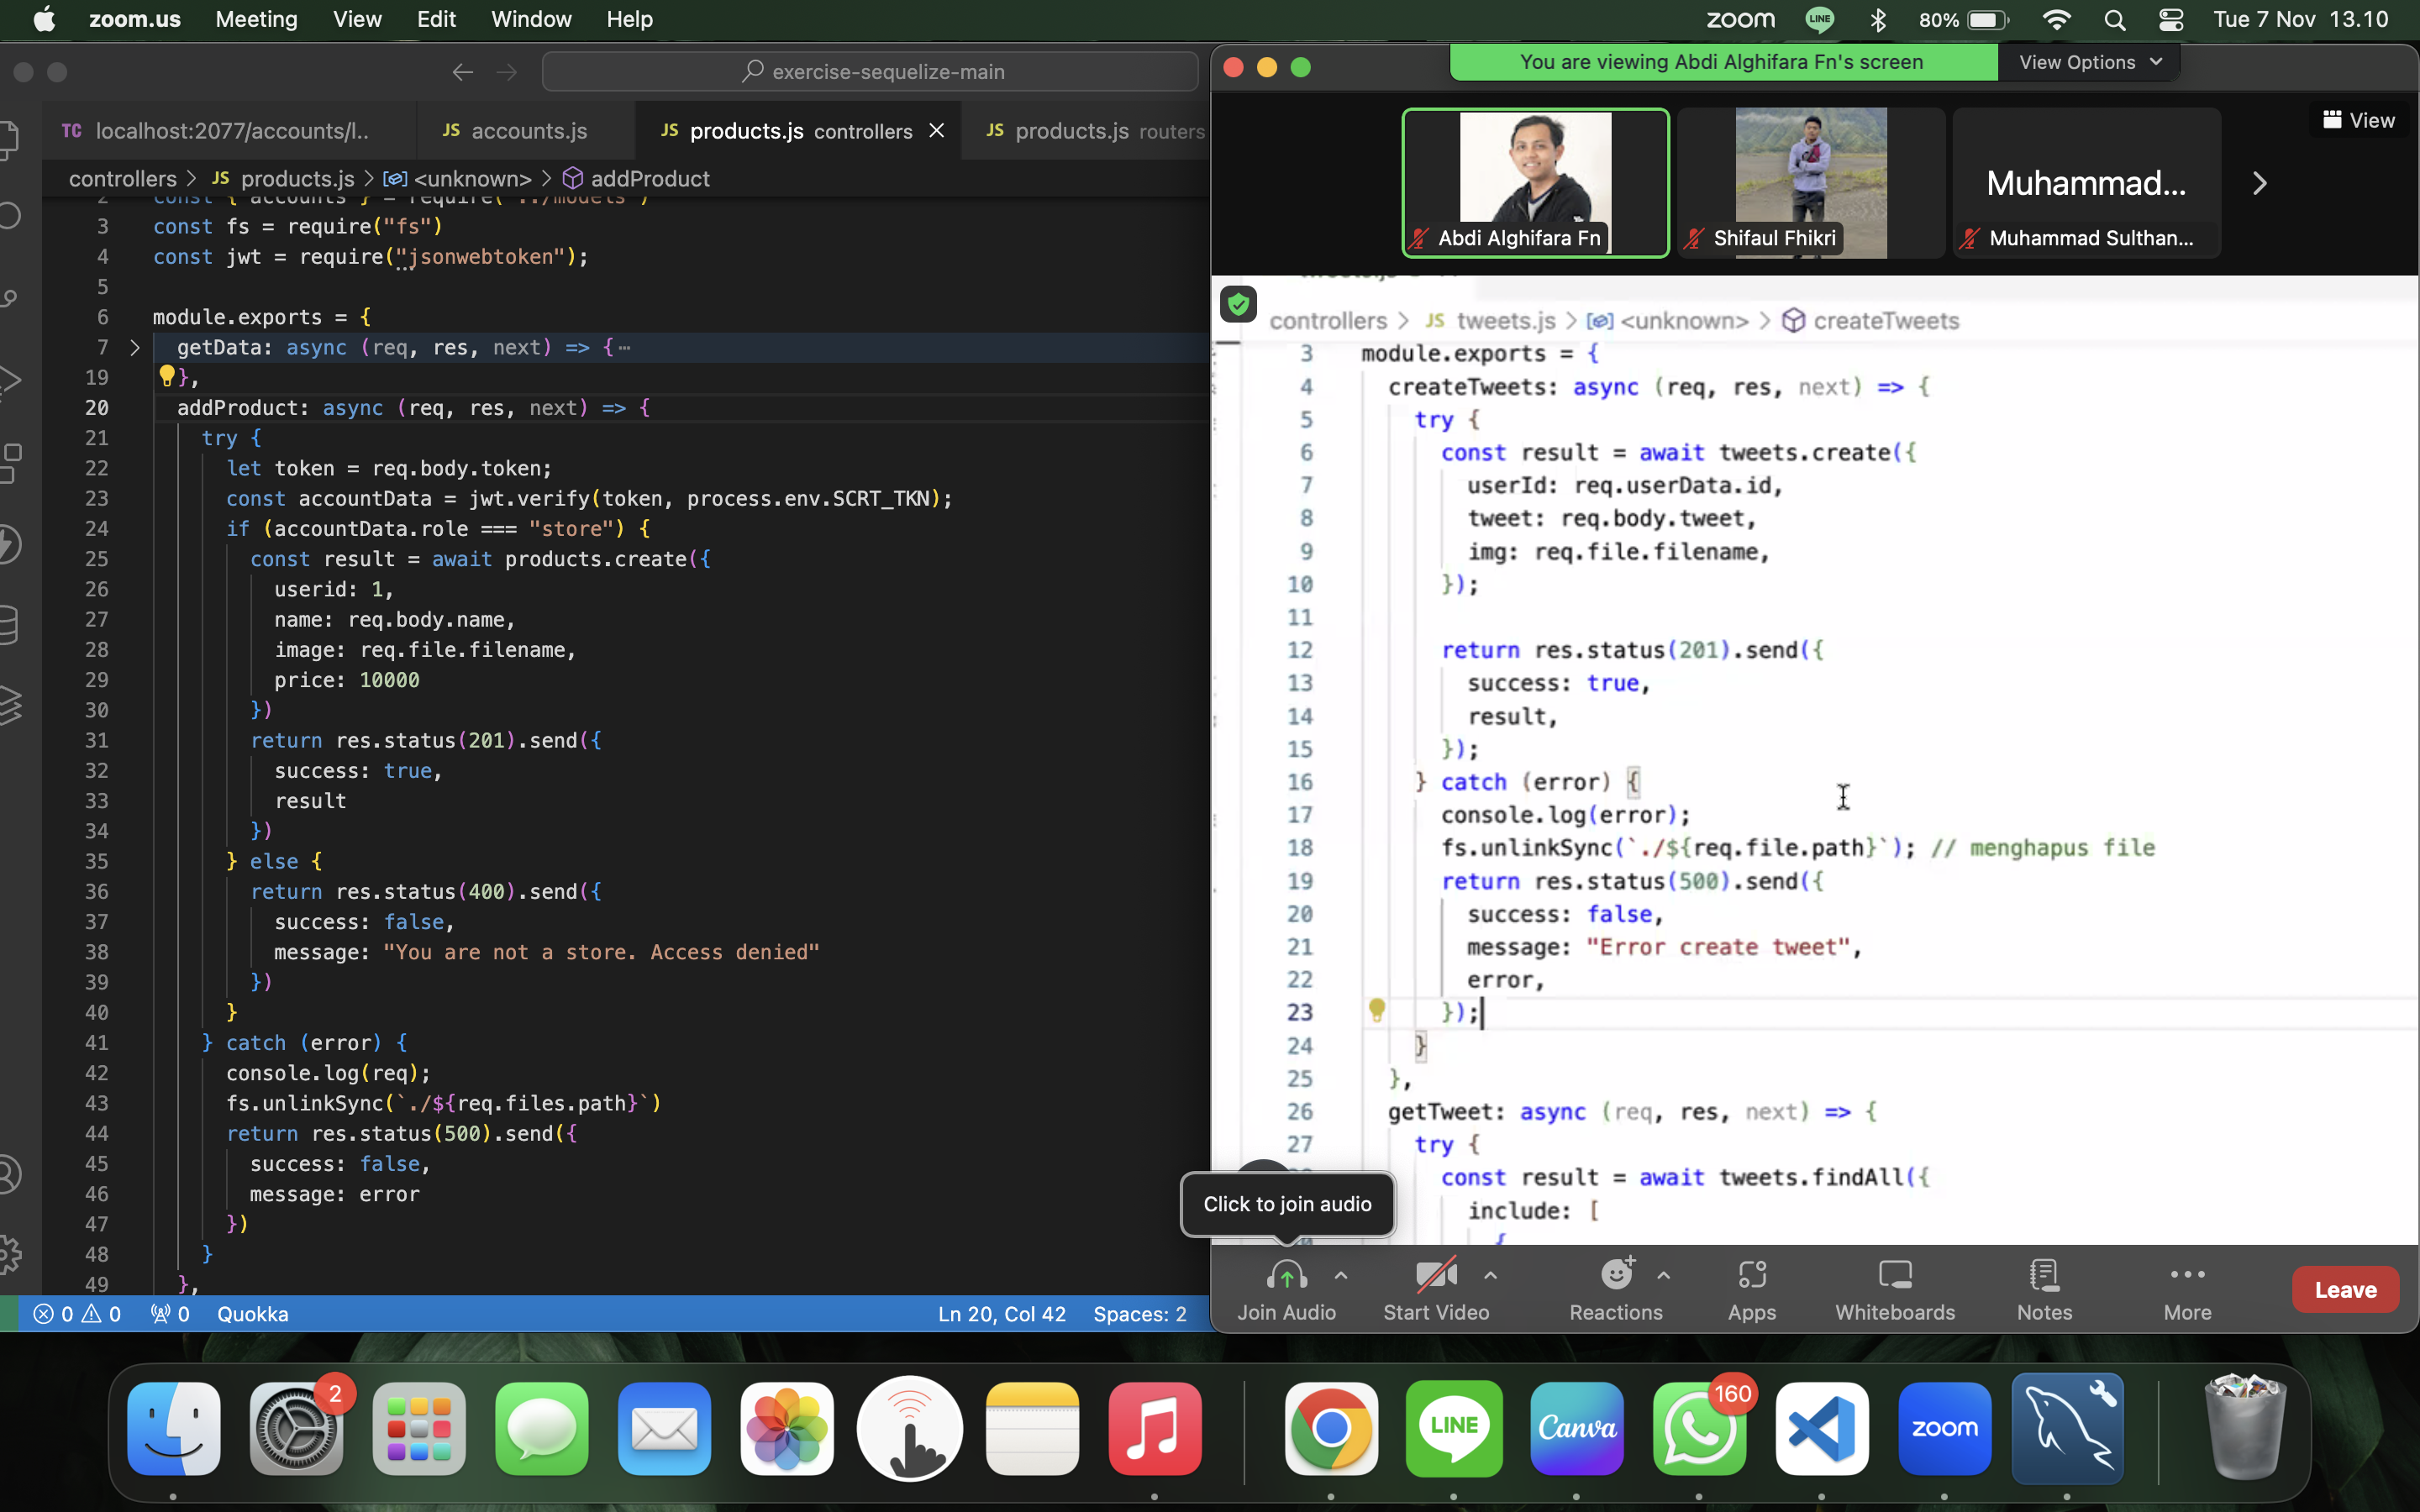 zoom.us Meeting View Edit Window Help
zoom LINE 80% Tue 7 Nov 13.10
exercise-sequelize-main
TC localhost:2077/accounts/l..
JS accounts.js
JS products.js controllers
JS products.js routers
controllers > JS products.js > <unknown> > addProduct
2 const { accounts } = require("../models")
3 const fs = require("fs")
4 const jwt = require("jsonwebtoken");
5
6 module.exports = {
7 getData: async (req, res, next) => {⋯
19 },
20 addProduct: async (req, res, next) => {
21 try {
22 let token = req.body.token;
23 const accountData = jwt.verify(token, process.env.SCRT_TKN);
24 if (accountData.role === "store") {
25 const result = await products.create({
26 userid: 1,
27 name: req.body.name,
28 image: req.file.filename,
29 price: 10000
30 })
31 return res.status(201).send({
32 success: true,
33 result
34 })
35 } else {
36 return res.status(400).send({
37 success: false,
38 message: "You are not a store. Access denied"
39 })
40 }
41 } catch (error) {
42 console.log(req);
43 fs.unlinkSync(`./${req.files.path}`)
44 return res.status(500).send({
45 success: false,
46 message: error
47 })
48 }
49 },
0 0 0 Quokka
Ln 20, Col 42 Spaces: 2
You are viewing Abdi Alghifara Fn's screen
View Options
View
Abdi Alghifara Fn
Shifaul Fhikri
Muhammad...
Muhammad Sulthan...
controllers > JS tweets.js > <unknown> > createTweets
3 module.exports = {
4 createTweets: async (req, res, next) => {
5 try {
6 const result = await tweets.create({
7 userId: req.userData.id,
8 tweet: req.body.tweet,
9 img: req.file.filename,
10 });
11
12 return res.status(201).send({
13 success: true,
14 result,
15 });
16 } catch (error) {
17 console.log(error);
18 fs.unlinkSync(`./${req.file.path}`); // menghapus file
19 return res.status(500).send({
20 success: false,
21 message: "Error create tweet",
22 error,
23 });
24 }
25 },
26 getTweet: async (req, res, next) => {
27 try {
const result = await tweets.findAll({
include: [
{
Click to join audio
Join Audio
Start Video
Reactions
Apps
Whiteboards
Notes
More
Leave
2
LINE
Canva
160
zoom